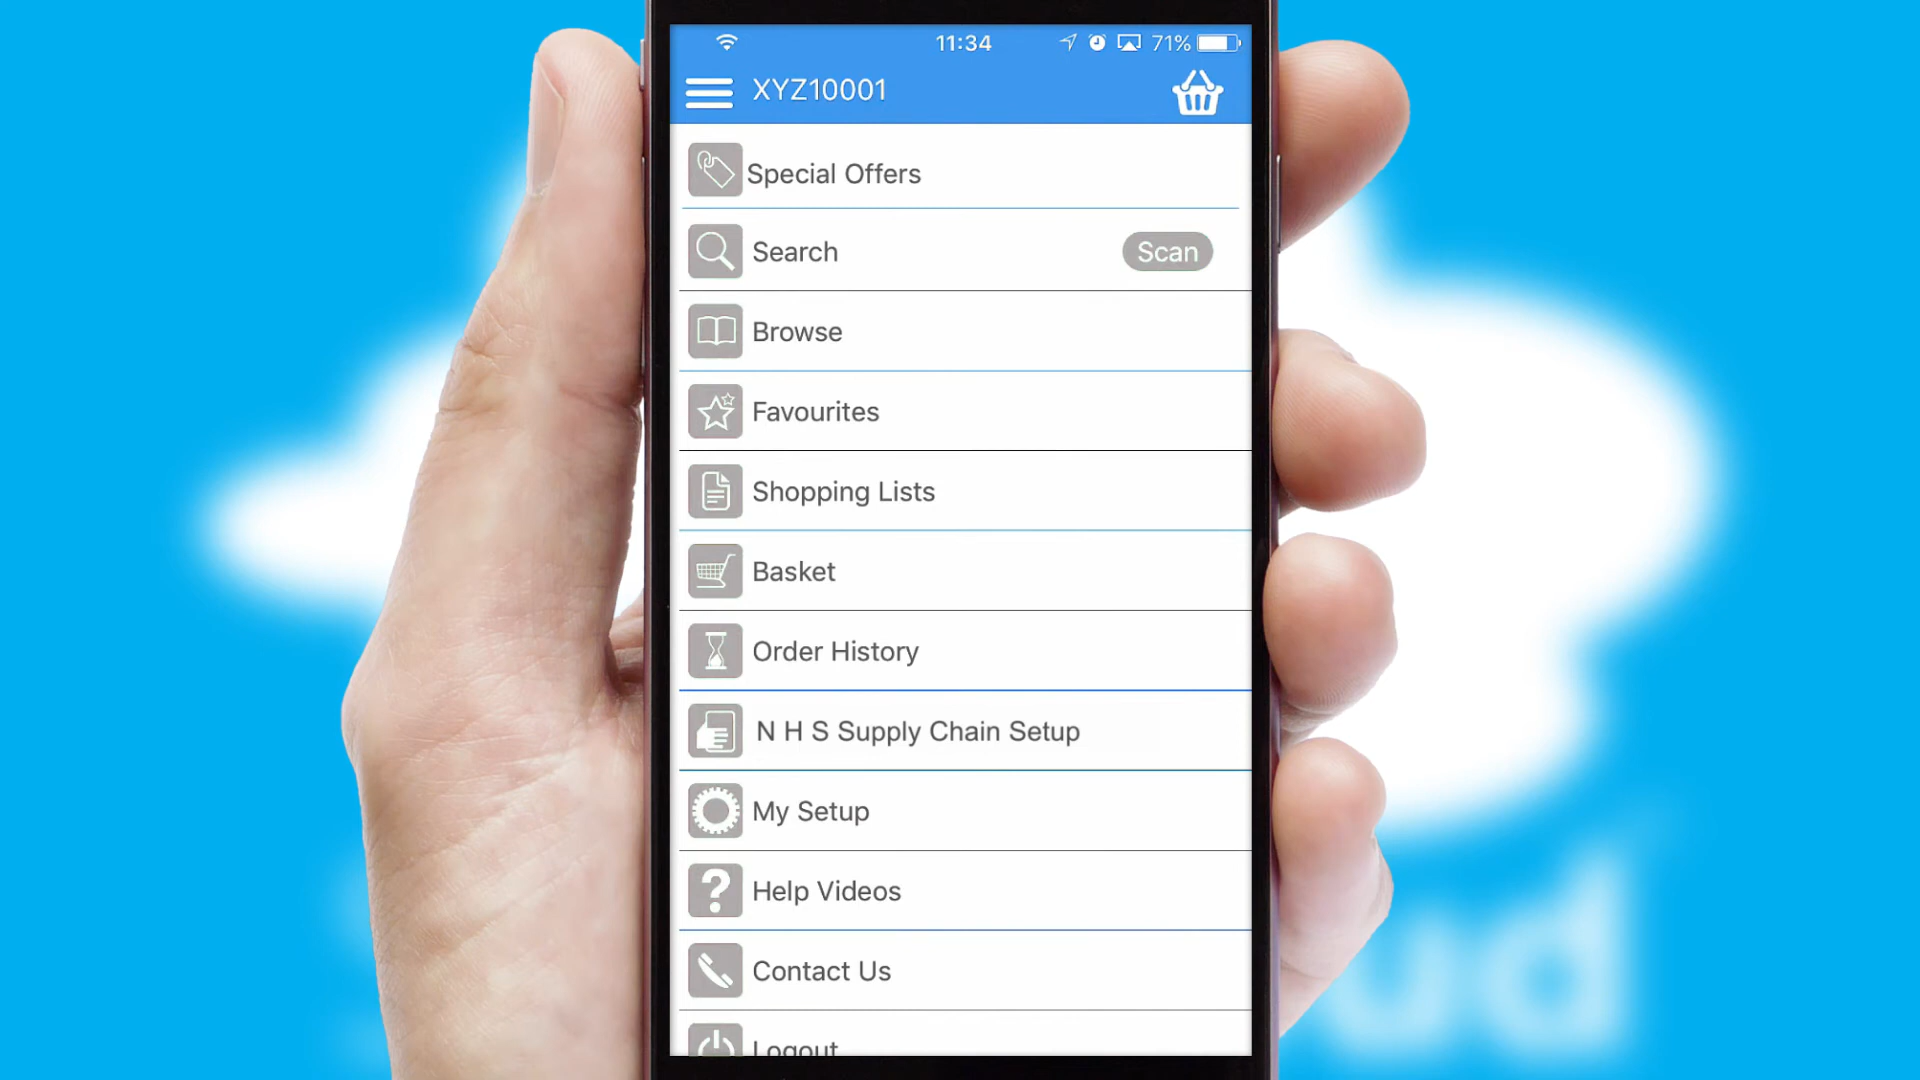 11:34
71%
XYZ10001
Special Offers
Search
Scan
Browse
Favourites
Shopping Lists
Basket
Order History
N H S Supply Chain Setup
My Setup
Help Videos
Contact Us
Logout